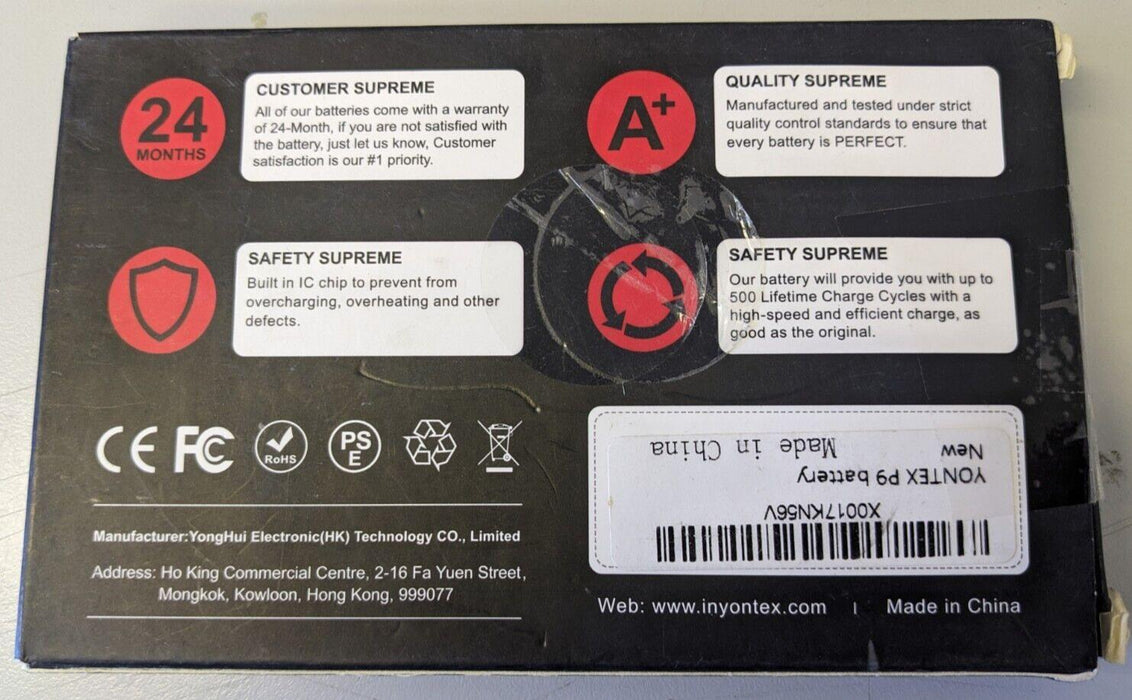 24
MONTHS
CUSTOMER SUPREME
All of our batteries come with a warranty
of 24-Month, if you are not satisfied with
the battery, just let us know, Customer
satisfaction is our #1 priority.
A+
QUALITY SUPREME
Manufactured and tested under strict
quality control standards to ensure that
every battery is PERFECT.
SAFETY SUPREME
Built in IC chip to prevent from
overcharging, overheating and other
defects.
SAFETY SUPREME
Our battery will provide you with up to
500 Lifetime Charge Cycles with a
high-speed and efficient charge, as
good as the original.
CE FC RoHS PS
E
Manufacturer:YongHui Electronic(HK) Technology CO., Limited
Address: Ho King Commercial Centre, 2-16 Fa Yuen Street,
Mongkok, Kowloon, Hong Kong, 999077
X0017KN56V
YONTEX P9 battery
New
Made in China
Web: www.inyontex.com | Made in China